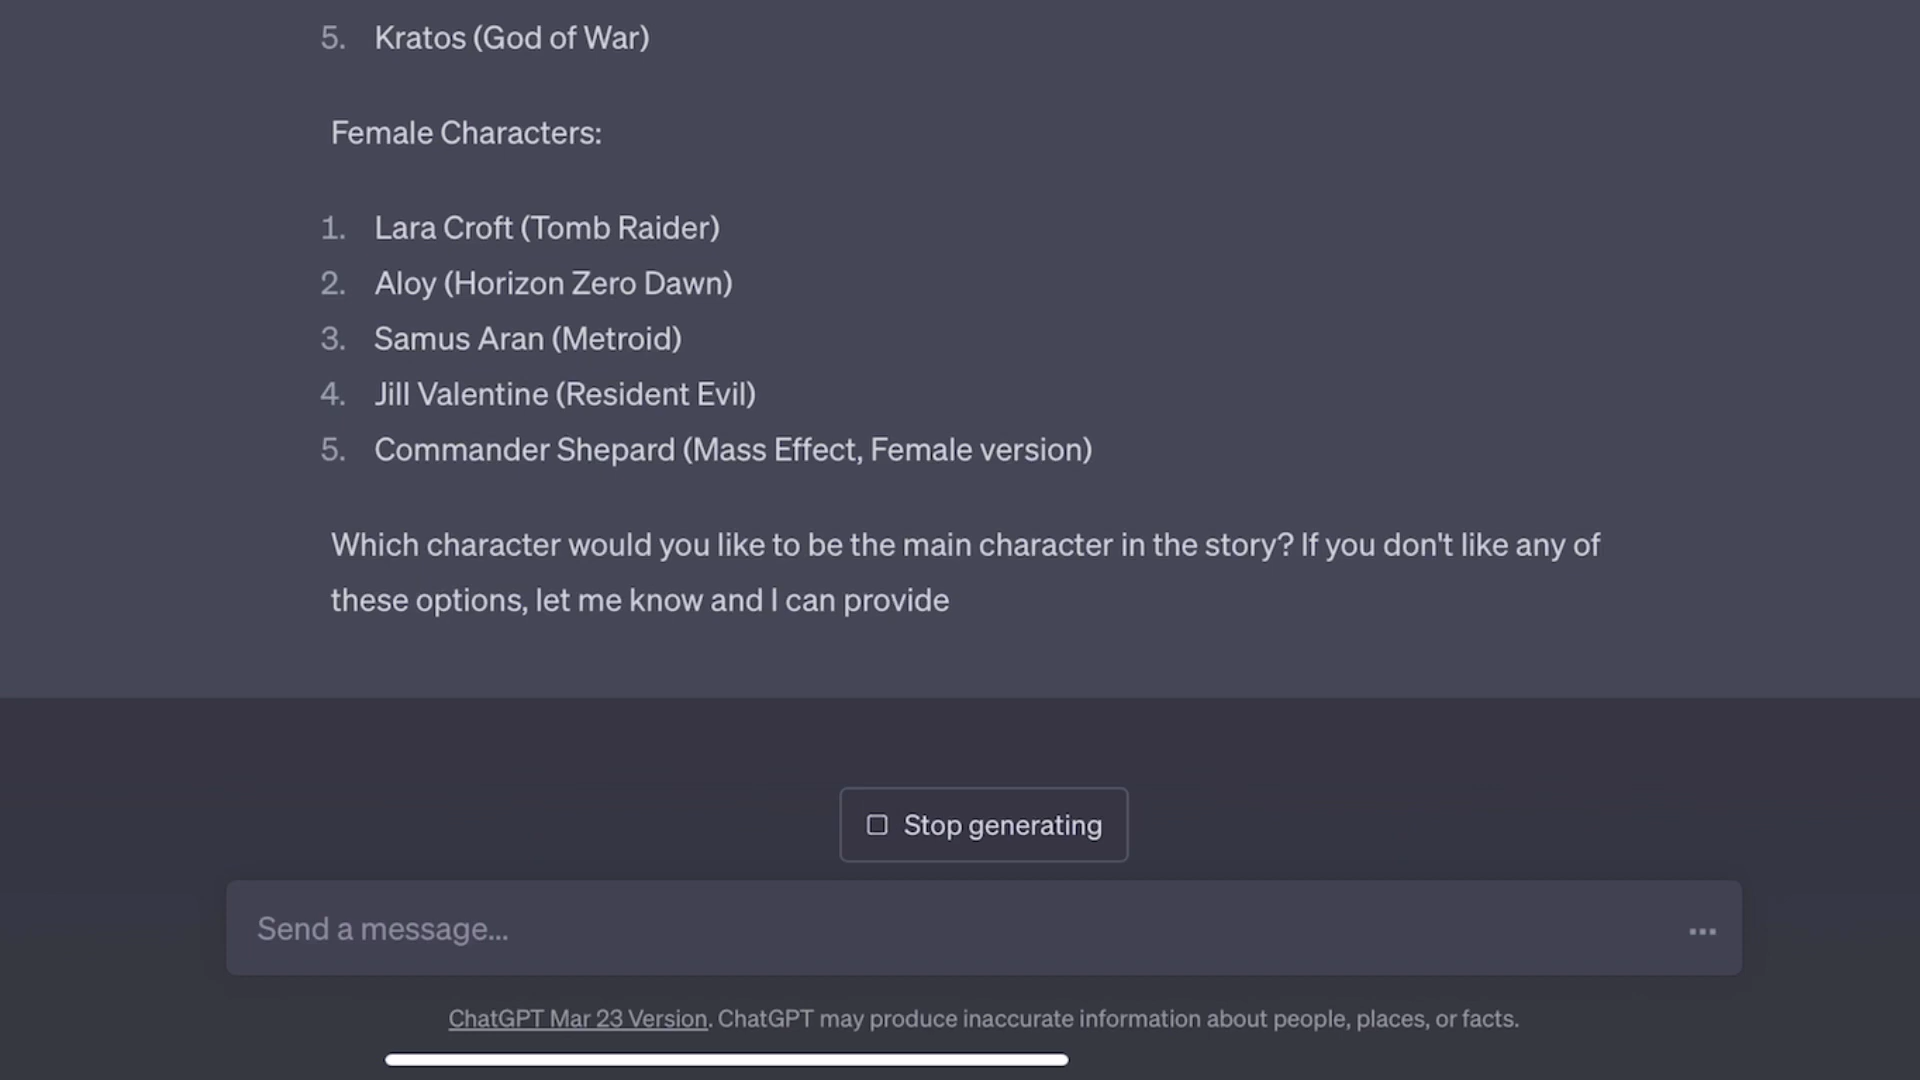 5. Kratos (God of War)
Female Characters:
1. Lara Croft (Tomb Raider)
2. Aloy (Horizon Zero Dawn)
3. Samus Aran (Metroid)
4. Jill Valentine (Resident Evil)
5. Commander Shepard (Mass Effect, Female version)
Which character would you like to be the main character in the story? If you don't like any of
these options, let me know and I can provide
Stop generating
Send a message...
ChatGPT Mar 23 Version. ChatGPT may produce inaccurate information about people, places, or facts.